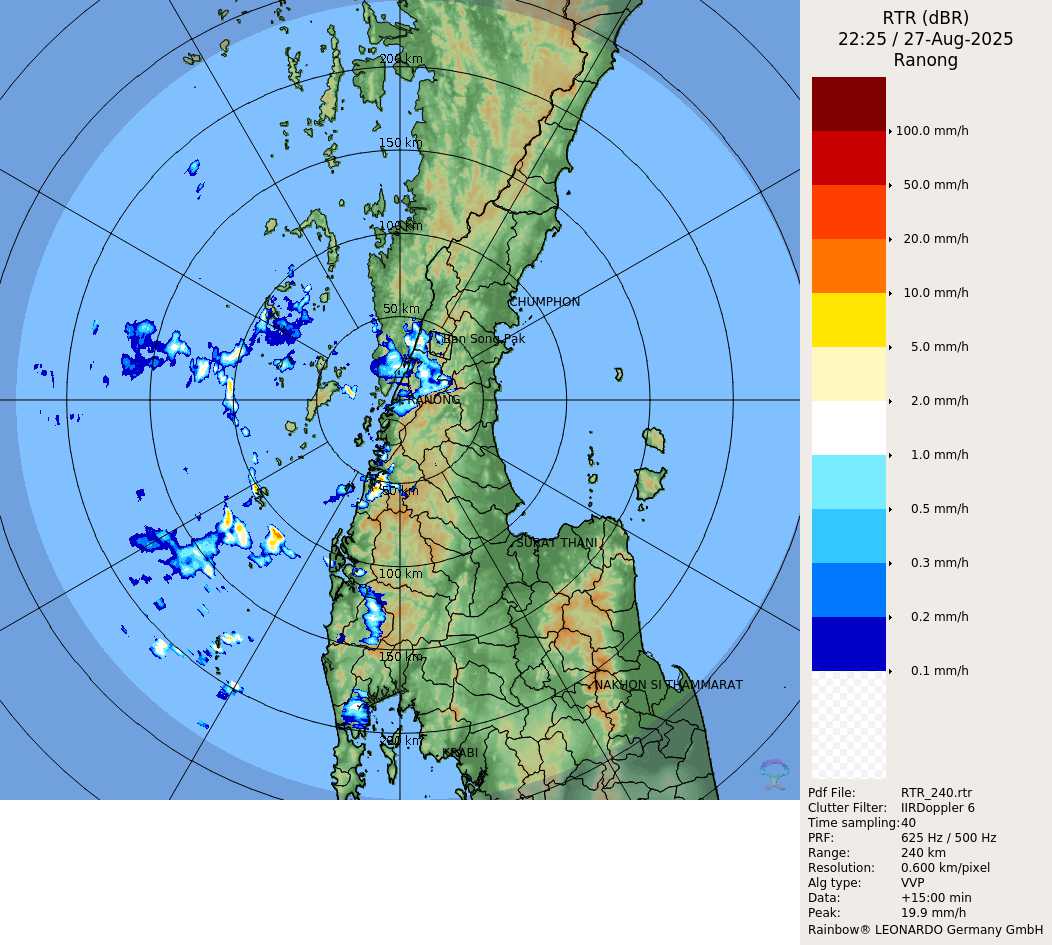 RTR (dBR)
22:25 / 27-Aug-2025
Ranong
200 km
150 km
100 km
50 km
CHUMPHON
Ban Song Pak
RANONG
50 km
SURAT THANI
100 km
150 km
NAKHON SI THAMMARAT
200 km
KRABI
100.0 mm/h
50.0 mm/h
20.0 mm/h
10.0 mm/h
5.0 mm/h
2.0 mm/h
1.0 mm/h
0.5 mm/h
0.3 mm/h
0.2 mm/h
0.1 mm/h
Pdf File: RTR_240.rtr
Clutter Filter: IIRDoppler 6
Time sampling:40
PRF: 625 Hz / 500 Hz
Range: 240 km
Resolution: 0.600 km/pixel
Alg type: VVP
Data: +15:00 min
Peak: 19.9 mm/h
Rainbow® LEONARDO Germany GmbH